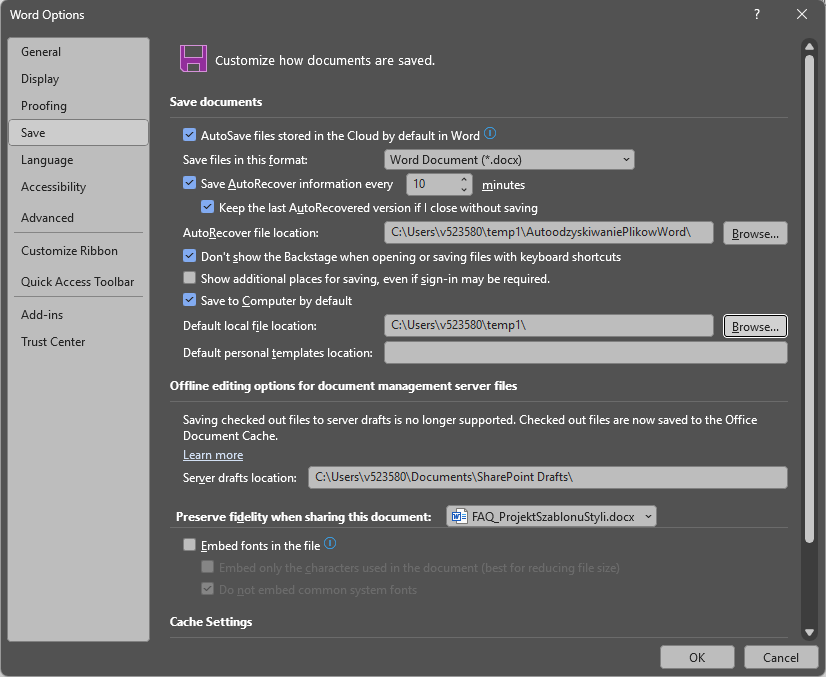 Word Options
General
Display
Proofing
Save
Language
Accessibility
Advanced
Customize Ribbon
Quick Access Toolbar
Add-ins
Trust Center
Customize how documents are saved.
Save documents
AutoSave files stored in the Cloud by default in Word
Save files in this format: Word Document (*.docx)
Save AutoRecover information every 10 minutes
Keep the last AutoRecovered version if I close without saving
AutoRecover file location: C:\Users\v523580\temp1\AutoodzyskiwaniePlikowWord\ Browse...
Don't show the Backstage when opening or saving files with keyboard shortcuts
Show additional places for saving, even if sign-in may be required.
Save to Computer by default
Default local file location: C:\Users\v523580\temp1\ Browse...
Default personal templates location:
Offline editing options for document management server files
Saving checked out files to server drafts is no longer supported. Checked out files are now saved to the Office
Document Cache.
Learn more
Server drafts location: C:\Users\v523580\Documents\SharePoint Drafts\
Preserve fidelity when sharing this document: FAQ_ProjektSzablonuStyli.docx
Embed fonts in the file
Embed only the characters used in the document (best for reducing file size)
Do not embed common system fonts
Cache Settings
OK Cancel